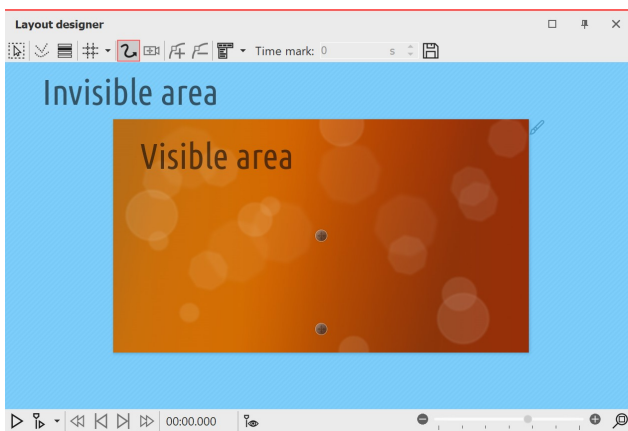 Layout designer
Time mark: 0 s
Invisible area
Visible area
00:00.000